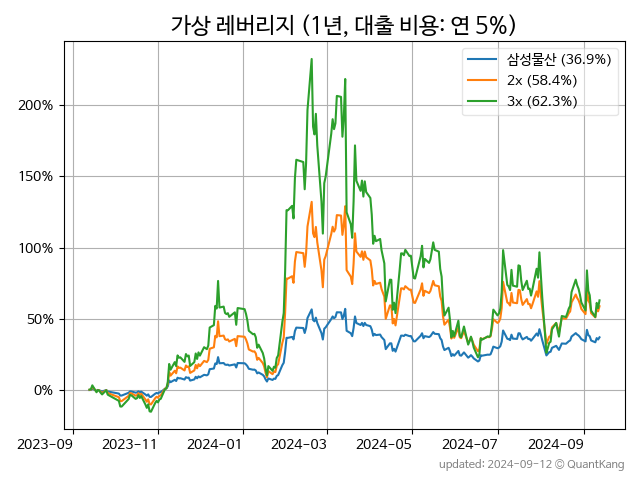 가상 레버리지 (1년, 대출 비용: 연 5%)
삼성물산 (36.9%)
2x (58.4%)
3x (62.3%)
200%
150%
100%
50%
0%
2023-09
2023-11
2024-01
2024-03
2024-05
2024-07
2024-09
updated: 2024-09-12 © QuantKang